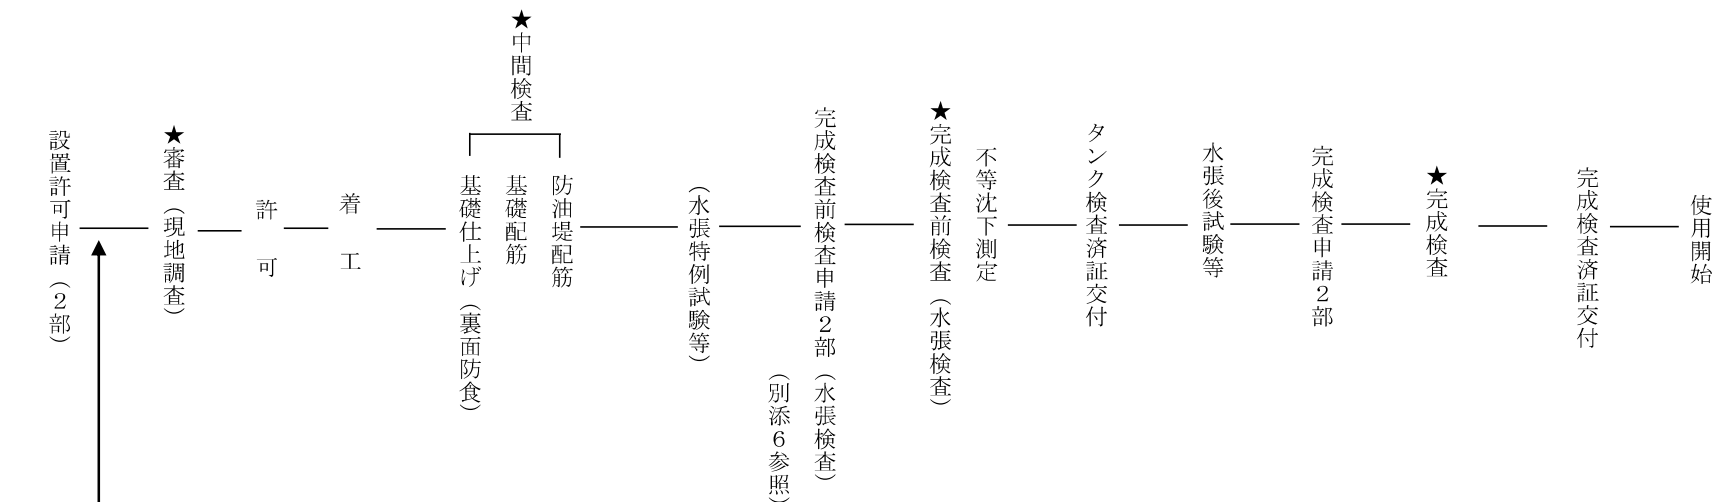 設置許可申請（２部）
★審査（現地調査）
許可
着工
★中間検査
基礎仕上げ（裏面防食）
基礎配筋
防油堤配筋
（水張特例試験等）
完成検査前検査申請２部（水張検査）
（別添６参照）
★完成検査前検査（水張検査）
不等沈下測定
タンク検査済証交付
水張後試験等
完成検査申請２部
★完成検査
完成検査済証交付
使用開始